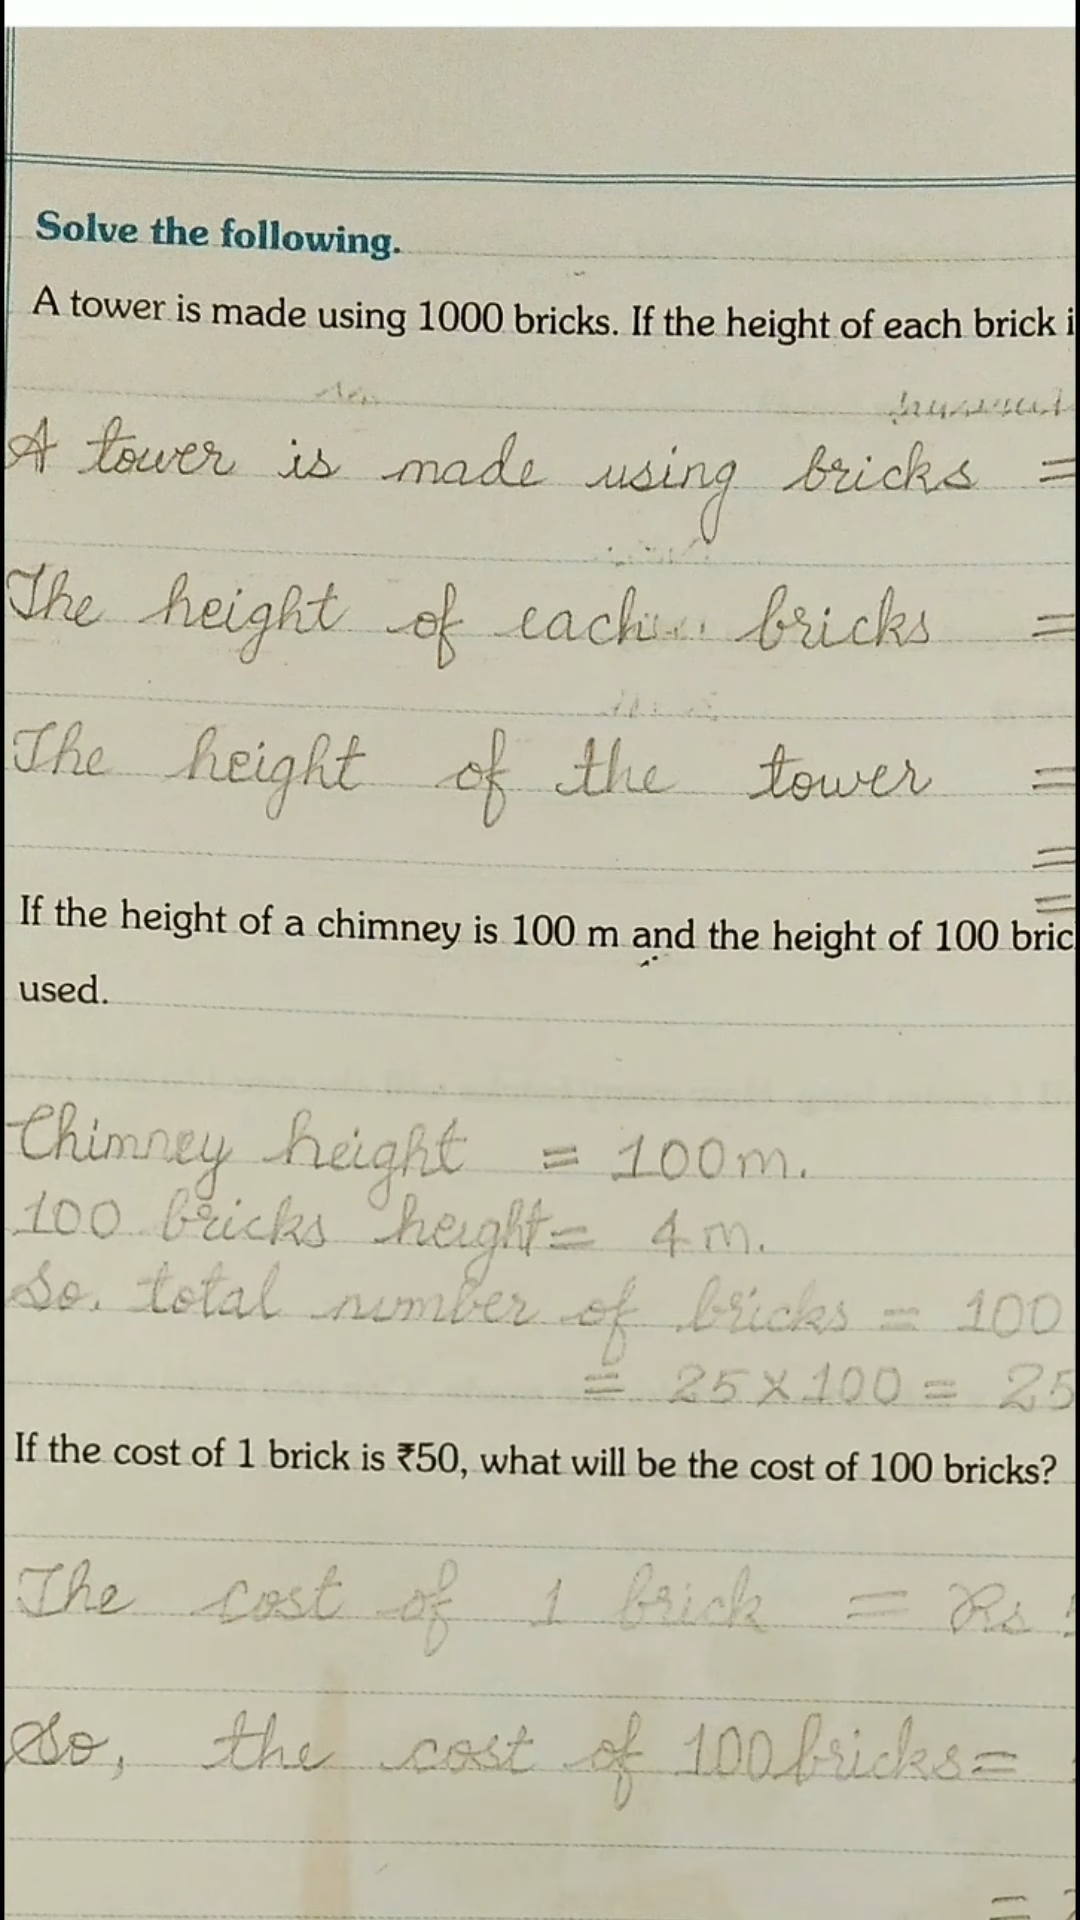 Solve the following.
A tower is made using 1000 bricks. If the height of each brick i
A tower is made using bricks =
The height of each bricks =
The height of the tower =
=
=
If the height of a chimney is 100 m and the height of 100 bric
used.
Chimney height = 100m.
100 bricks height = 4 m.
So, total number of bricks = 100
= 25 x 100 = 25
If the cost of 1 brick is ₹50, what will be the cost of 100 bricks?
The cost of 1 brick = Rs
So, the cost of 100 bricks =
=